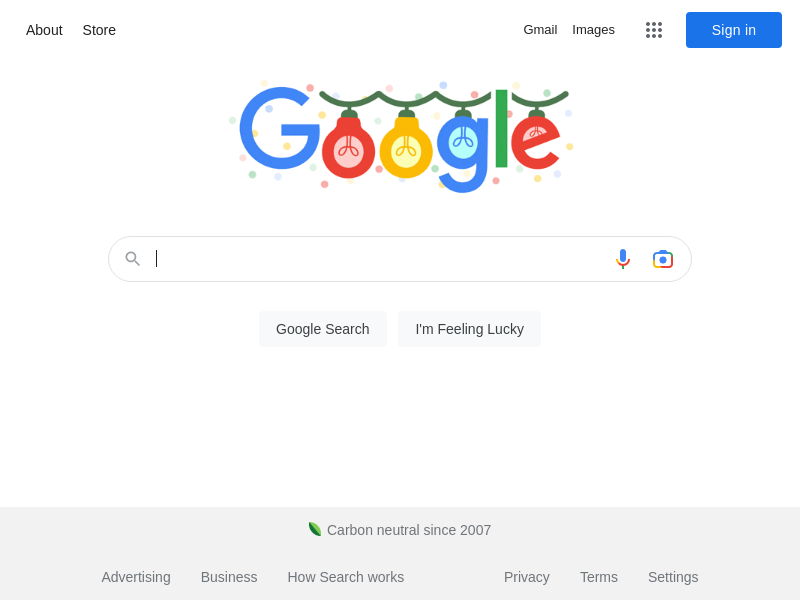 About Store Gmail Images Sign in
Google
Google Search I'm Feeling Lucky
Carbon neutral since 2007
Advertising Business How Search works Privacy Terms Settings